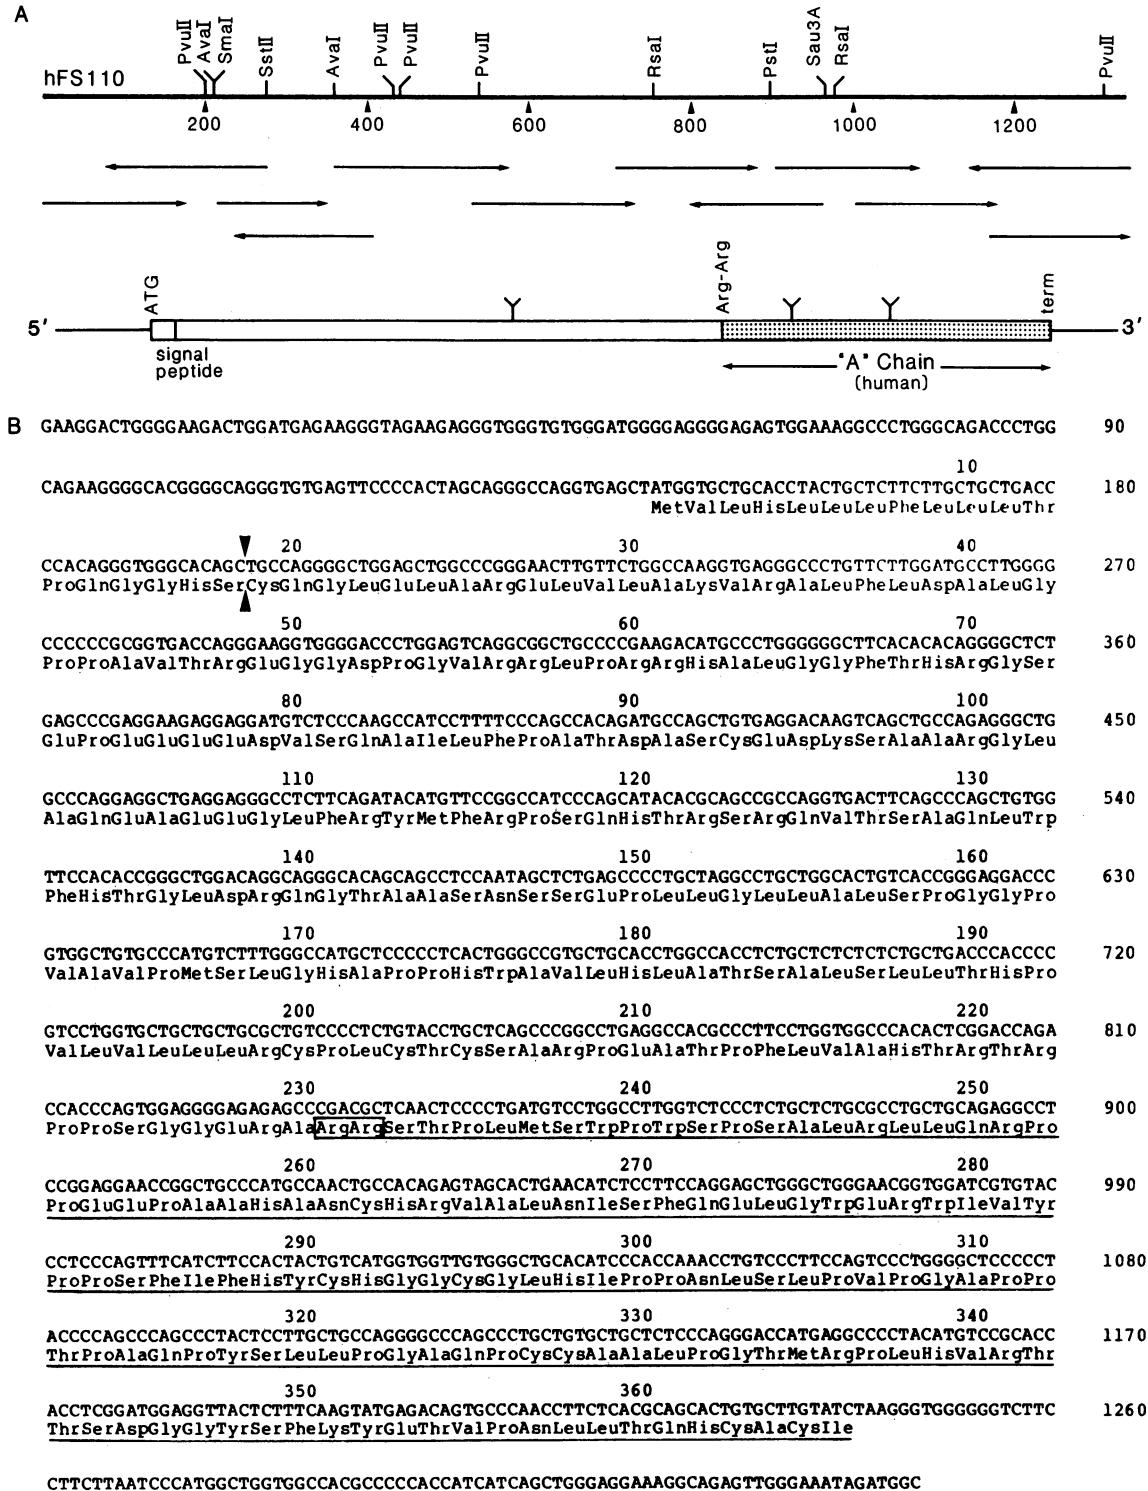 A
PvuII
AvaI
SmaI
SstII
AvaI
PvuII
PvuII
PvuII
RsaI
PstI
Sau3A
RsaI
PvuII
hFS110
200 400 600 800 1000 1200
ATG
Arg-Arg
term
5' 3'
signal
peptide
"A" Chain
(human)
B GAAGGACTGGGGAAGACTGGATGAGAAGGGTAGAAGAGGGTGGGTGTGGGATGGGGAGGGGAGAGTGGAAAGGCCCTGGGCAGACCCTGG 90
10
CAGAAGGGGCACGGGGCAGGGTGTGAGTTCCCCACTAGCAGGGCCAGGTGAGCTATGGTGCTGCACCTACTGCTCTTCTTGCTGCTGACC 180
MetValLeuHisLeuLeuLeuPheLeuLeuLeuThr
20 30 40
CCACAGGGTGGGCACAGCTGCCAGGGGCTGGAGCTGGCCCGGGAACTTGTTCTGGCCAAGGTGAGGGCCCTGTTCTTGGATGCCTTGGGG 270
ProGlnGlyGlyHisSerCysGlnGlyLeuGluLeuAlaArgGluLeuValLeuAlaLysValArgAlaLeuPheLeuAspAlaLeuGly
50 60 70
CCCCCCGCGGTGACCAGGGAAGGTGGGGACCCTGGAGTCAGGCGGCTGCCCCGAAGACATGCCCTGGGGGGCTTCACACACAGGGGCTCT 360
ProProAlaValThrArgGluGlyGlyAspProGlyValArgArgLeuProArgArgHisAlaLeuGlyGlyPheThrHisArgGlySer
80 90 100
GAGCCCGAGGAAGAGGAGGATGTCTCCCAAGCCATCCTTTTCCCAGCCACAGATGCCAGCTGTGAGGACAAGTCAGCTGCCAGAGGGCTG 450
GluProGluGluGluGluAspValSerGlnAlaIleLeuPheProAlaThrAspAlaSerCysGluAspLysSerAlaAlaArgGlyLeu
110 120 130
GCCCAGGAGGCTGAGGAGGGCCTCTTCAGATACATGTTCCGGCCATCCCAGCATACACGCAGCCGCCAGGTGACTTCAGCCCAGCTGTGG 540
AlaGlnGluAlaGluGluGlyLeuPheArgTyrMetPheArgProSerGlnHisThrArgSerArgGlnValThrSerAlaGlnLeuTrp
140 150 160
TTCCACACCGGGCTGGACAGGCAGGGCACAGCAGCCTCCAATAGCTCTGAGCCCCTGCTAGGCCTGCTGGCACTGTCACCGGGAGGACCC 630
PheHisThrGlyLeuAspArgGlnGlyThrAlaAlaSerAsnSerSerGluProLeuLeuGlyLeuLeuAlaLeuSerProGlyGlyPro
170 180 190
GTGGCTGTGCCCATGTCTTTGGGCCATGCTCCCCCTCACTGGGCCGTGCTGCACCTGGCCACCTCTGCTCTCTCTCTGCTGACCCACCCC 720
ValAlaValProMetSerLeuGlyHisAlaProProHisTrpAlaValLeuHisLeuAlaThrSerAlaLeuSerLeuLeuThrHisPro
200 210 220
GTCCTGGTGCTGCTGCTGCGCTGTCCCCTCTGTACCTGCTCAGCCCGGCCTGAGGCCACGCCCTTCCTGGTGGCCCACACTCGGACCAGA 810
ValLeuValLeuLeuLeuArgCysProLeuCysThrCysSerAlaArgProGluAlaThrProPheLeuValAlaHisThrArgThrArg
230 240 250
CCACCCAGTGGAGGGGAGAGAGCCCGACGCTCAACTCCCCTGATGTCCTGGCCTTGGTCTCCCTCTGCTCTGCGCCTGCTGCAGAGGCCT 900
ProProSerGlyGlyGluArgAlaArgArgSerThrProLeuMetSerTrpProTrpSerProSerAlaLeuArgLeuLeuGlnArgPro
260 270 280
CCGGAGGAACCGGCTGCCCATGCCAACTGCCACAGAGTAGCACTGAACATCTCCTTCCAGGAGCTGGGCTGGGAACGGTGGATCGTGTAC 990
ProGluGluProAlaAlaHisAlaAsnCysHisArgValAlaLeuAsnIleSerPheGlnGluLeuGlyTrpGluArgTrpIleValTyr
290 300 310
CCTCCCAGTTTCATCTTCCACTACTGTCATGGTGGTTGTGGGCTGCACATCCCACCAAACCTGTCCCTTCCAGTCCCTGGGGCTCCCCCT 1080
ProProSerPheIlePheHisTyrCysHisGlyGlyCysGlyLeuHisIleProProAsnLeuSerLeuProValProGlyAlaProPro
320 330 340
ACCCCAGCCCAGCCCTACTCCTTGCTGCCAGGGGCCCAGCCCTGCTGTGCTGCTCTCCCAGGGACCATGAGGCCCCTACATGTCCGCACC 1170
ThrProAlaGlnProTyrSerLeuLeuProGlyAlaGlnProCysCysAlaAlaLeuProGlyThrMetArgProLeuHisValArgThr
350 360
ACCTCGGATGGAGGTTACTCTTTCAAGTATGAGACAGTGCCCAACCTTCTCACGCAGCACTGTGCTTGTATCTAAGGGTGGGGGGTCTTC 1260
ThrSerAspGlyGlyTyrSerPheLysTyrGluThrValProAsnLeuLeuThrGlnHisCysAlaCysIle
CTTCTTAATCCCATGGCTGGTGGCCACGCCCCCACCATCATCAGCTGGGAGGAAAGGCAGAGTTGGGAAATAGATGGC